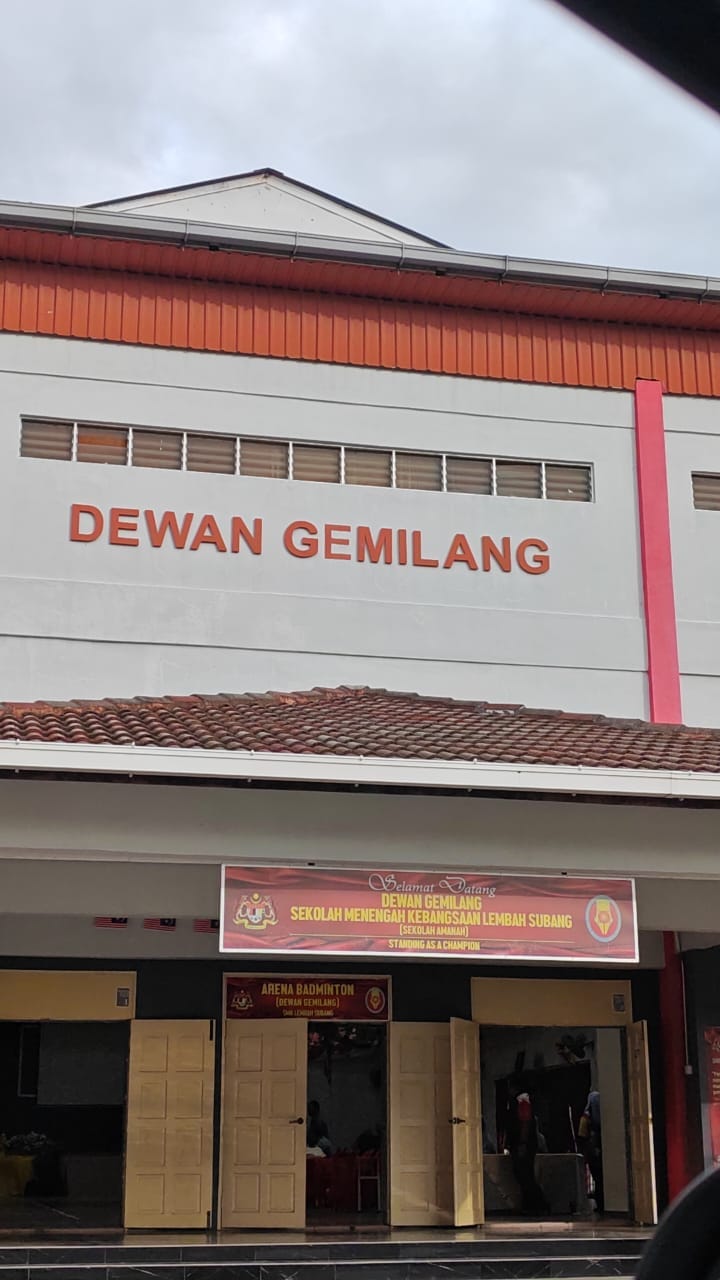 DEWAN GEMILANG
Selamat Datang
DEWAN GEMILANG
SEKOLAH MENENGAH KEBANGSAAN LEMBAH SUBANG
(SEKOLAH AMANAH)
STANDING AS A CHAMPION
ARENA BADMINTON
(DEWAN GEMILANG)
SMK LEMBAH SUBANG